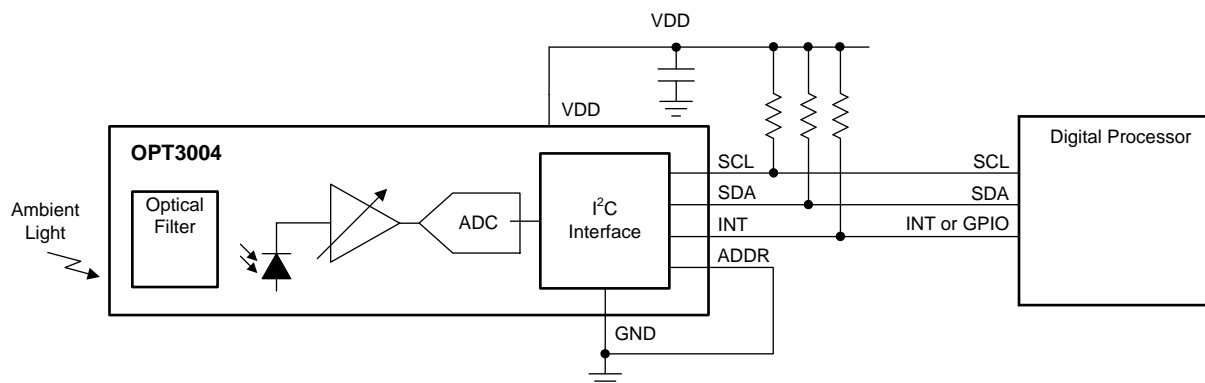 VDD
VDD
OPT3004
Digital Processor
Ambient
Light
Optical
Filter
ADC
I²C
Interface
SCL
SCL
SDA
SDA
INT
INT or GPIO
ADDR
GND